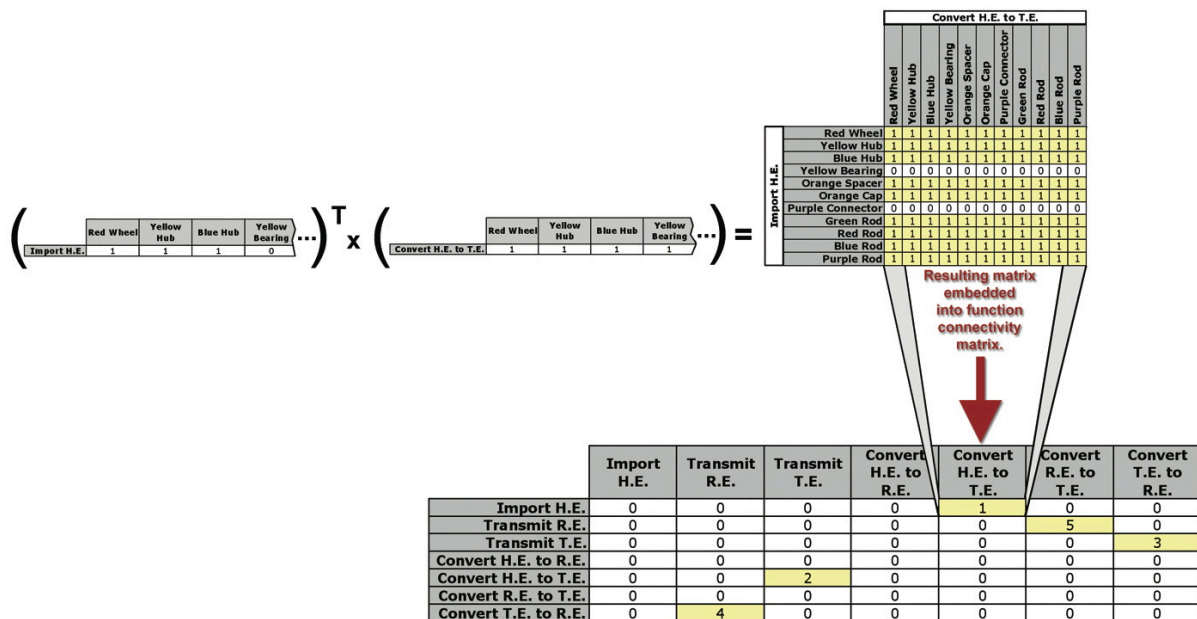 Convert H.E. to T.E.
Red Wheel Yellow Hub Blue Hub Yellow Bearing Orange Spacer Orange Cap Purple Connector Green Rod Red Rod Blue Rod Purple Rod
Import H.E.
Red Wheel 1 1 1 1 1 1 1 1 1 1 1
Yellow Hub 1 1 1 1 1 1 1 1 1 1 1
Blue Hub 1 1 1 1 1 1 1 1 1 1 1
Yellow Bearing 0 0 0 0 0 0 0 0 0 0 0
Orange Spacer 1 1 1 1 1 1 1 1 1 1 1
Orange Cap 1 1 1 1 1 1 1 1 1 1 1
Purple Connector 0 0 0 0 0 0 0 0 0 0 0
Green Rod 1 1 1 1 1 1 1 1 1 1 1
Red Rod 1 1 1 1 1 1 1 1 1 1 1
Blue Rod 1 1 1 1 1 1 1 1 1 1 1
Purple Rod 1 1 1 1 1 1 1 1 1 1 1
( Red Wheel Yellow Hub Blue Hub Yellow Bearing ... ) T
Import H.E. 1 1 1 0
x ( Red Wheel Yellow Hub Blue Hub Yellow Bearing ... ) =
Convert H.E. to T.E. 1 1 1 1
Resulting matrix
embedded
into function
connectivity
matrix.
Import H.E. Transmit R.E. Transmit T.E. Convert H.E. to R.E. Convert H.E. to T.E. Convert R.E. to T.E. Convert T.E. to R.E.
Import H.E. 0 0 0 0 1 0 0
Transmit R.E. 0 0 0 0 0 5 0
Transmit T.E. 0 0 0 0 0 0 3
Convert H.E. to R.E. 0 0 0 0 0 0 0
Convert H.E. to T.E. 0 0 2 0 0 0 0
Convert R.E. to T.E. 0 0 0 0 0 0 0
Convert T.E. to R.E. 0 4 0 0 0 0 0